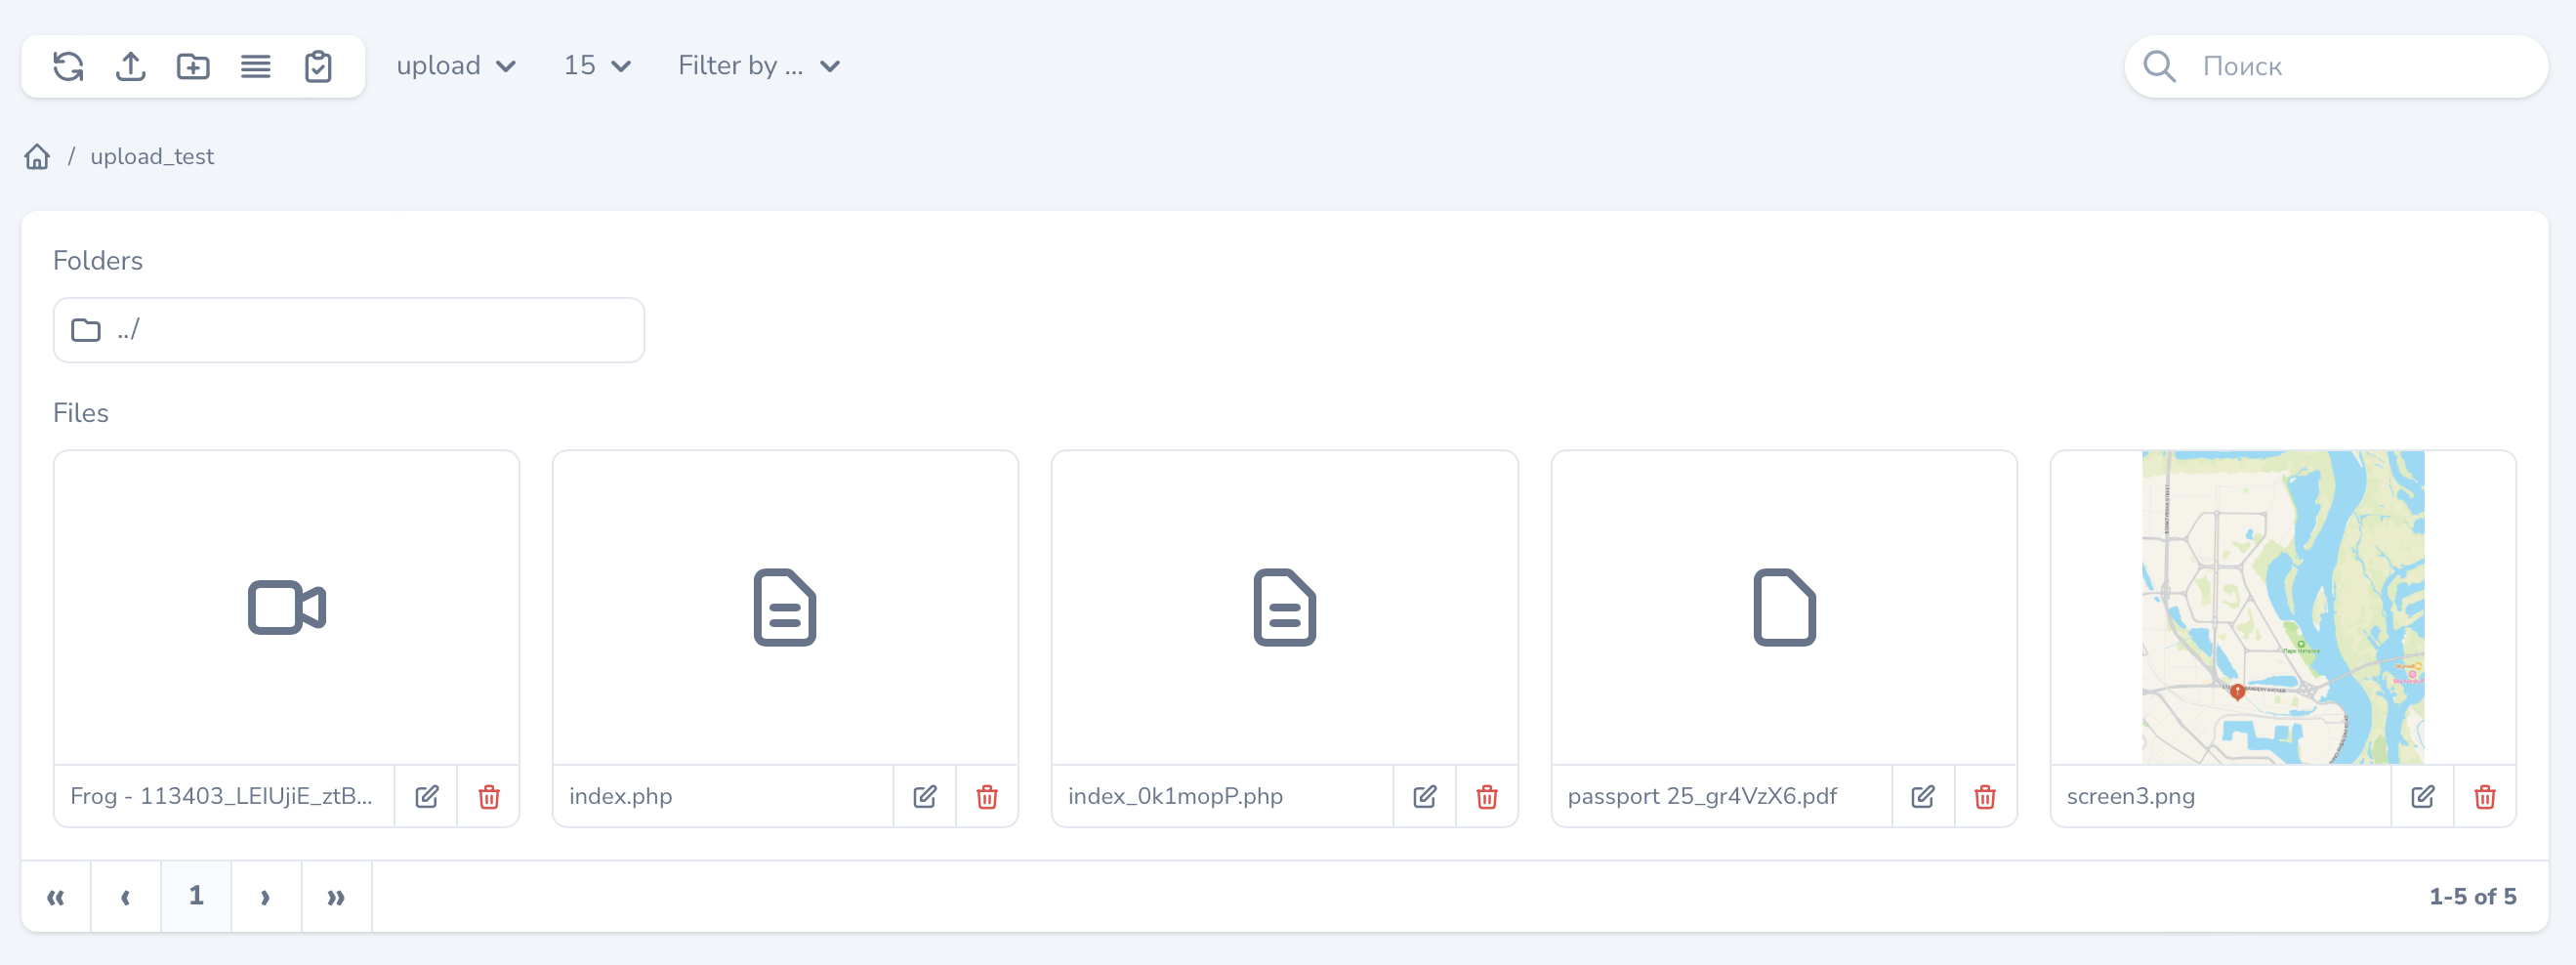 upload 15 Filter by ... Поиск
/ upload_test
Folders
../
Files
Frog - 113403_LEIUjiE_ztB... index.php index_0k1mopP.php passport 25_gr4VzX6.pdf screen3.png
« ‹ 1 › » 1-5 of 5